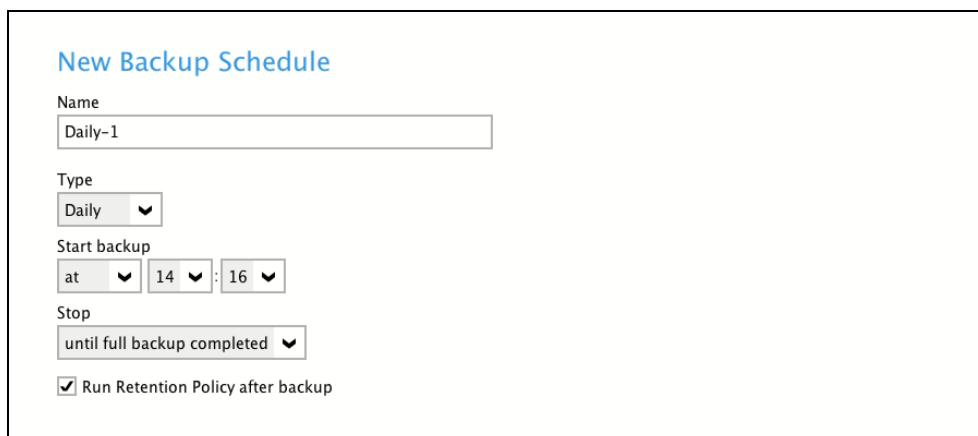 New Backup Schedule
Name
Daily-1
Type
Daily
Start backup
at 14 : 16
Stop
until full backup completed
Run Retention Policy after backup